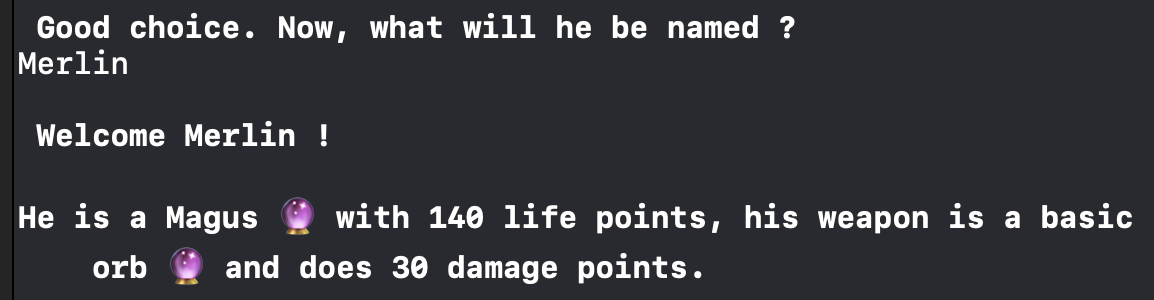 Good choice. Now, what will he be named ?
Merlin
Welcome Merlin !
He is a Magus 🔮 with 140 life points, his weapon is a basic
orb 🔮 and does 30 damage points.